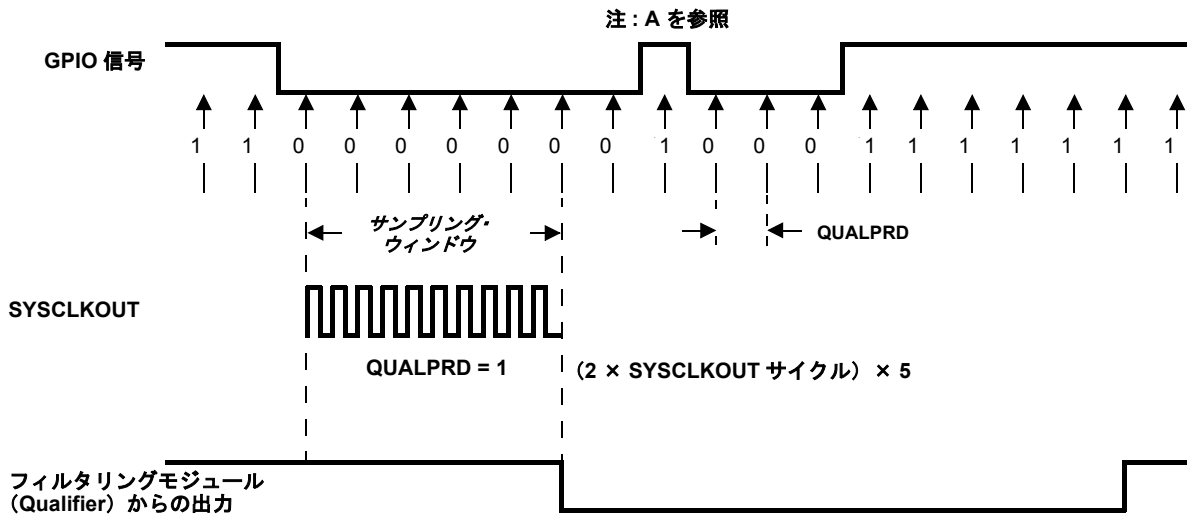 注 : A を参照
GPIO 信号
1 1 0 0 0 0 0 0 0 1 0 0 0 1 1 1 1 1 1 1
サンプリング・
ウィンドウ
QUALPRD
SYSCLKOUT
QUALPRD = 1
（2 × SYSCLKOUT サイクル）× 5
フィルタリングモジュール
（Qualifier）からの出力